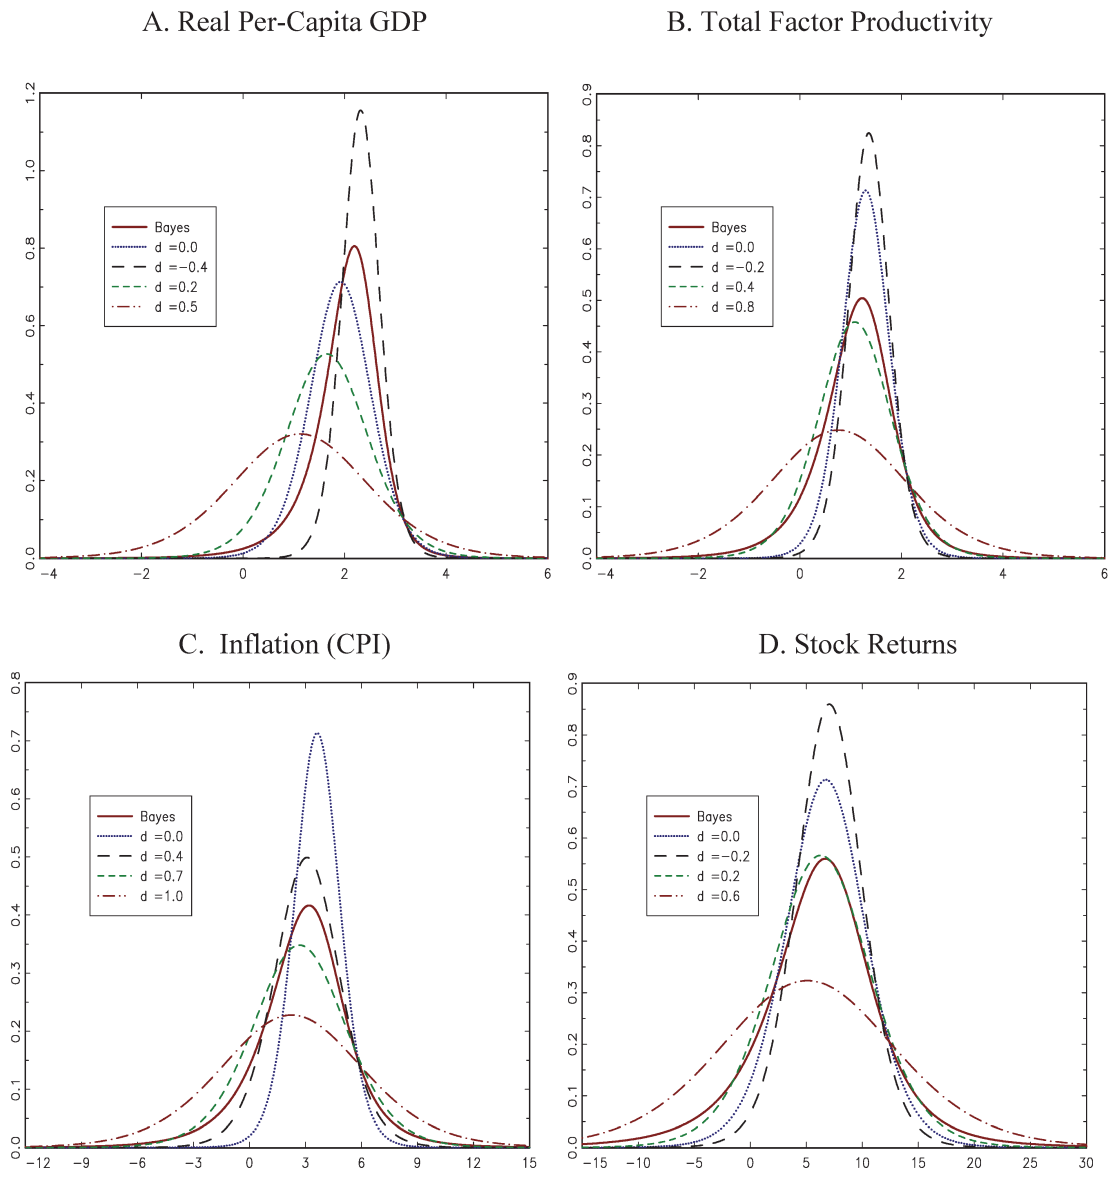 A. Real Per-Capita GDP
1.2
1.0
0.8
0.6
0.4
0.2
0.0
Bayes
d =0.0
d =−0.4
d =0.2
d =0.5
−4 −2 0 2 4 6
B. Total Factor Productivity
0.9
0.8
0.7
0.6
0.5
0.4
0.3
0.2
0.1
0.0
Bayes
d =0.0
d =−0.2
d =0.4
d =0.8
−4 −2 0 2 4 6
C. Inflation (CPI)
0.8
0.7
0.6
0.5
0.4
0.3
0.2
0.1
0.0
Bayes
d =0.0
d =0.4
d =0.7
d =1.0
−12 −9 −6 −3 0 3 6 9 12 15
D. Stock Returns
0.9
0.8
0.7
0.6
0.5
0.4
0.3
0.2
0.1
0.0
Bayes
d =0.0
d =−0.2
d =0.2
d =0.6
−15 −10 −5 0 5 10 15 20 25 30